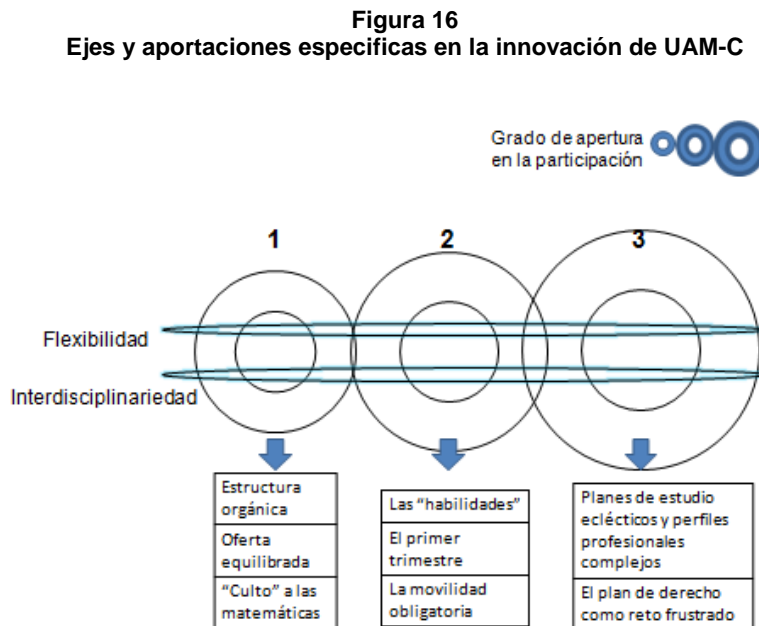 Figura 16
Ejes y aportaciones especificas en la innovación de UAM-C
Grado de apertura
en la participación
1
2
3
Flexibilidad
Interdisciplinariedad
Estructura
orgánica
Oferta
equilibrada
"Culto" a las
matemáticas
Las "habilidades"
El primer
trimestre
La movilidad
obligatoria
Planes de estudio
eclécticos y perfiles
profesionales
complejos
El plan de derecho
como reto frustrado